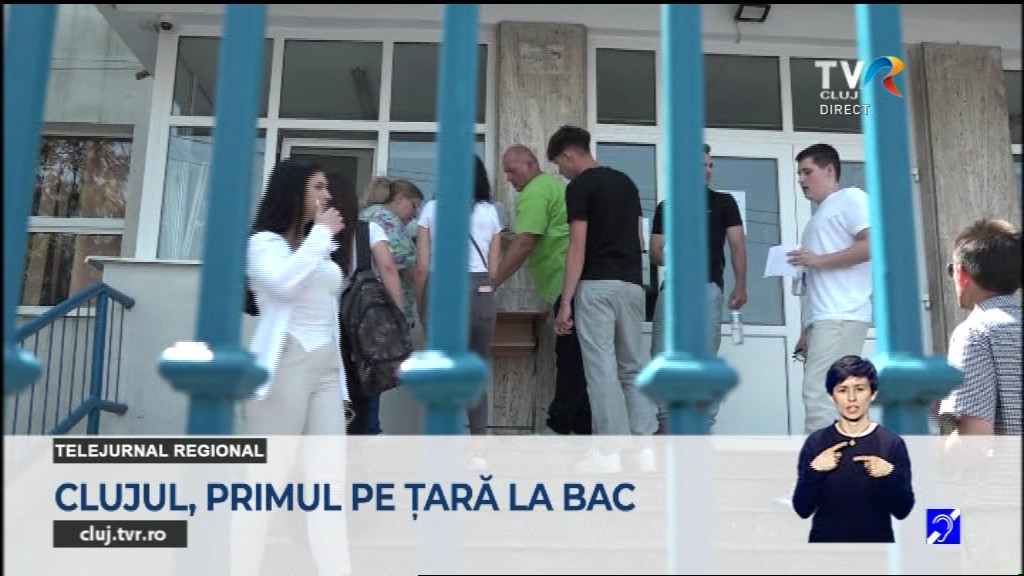 TVR
CLUJ
DIRECT
TELEJURNAL REGIONAL
CLUJUL, PRIMUL PE ȚARĂ LA BAC
cluj.tvr.ro